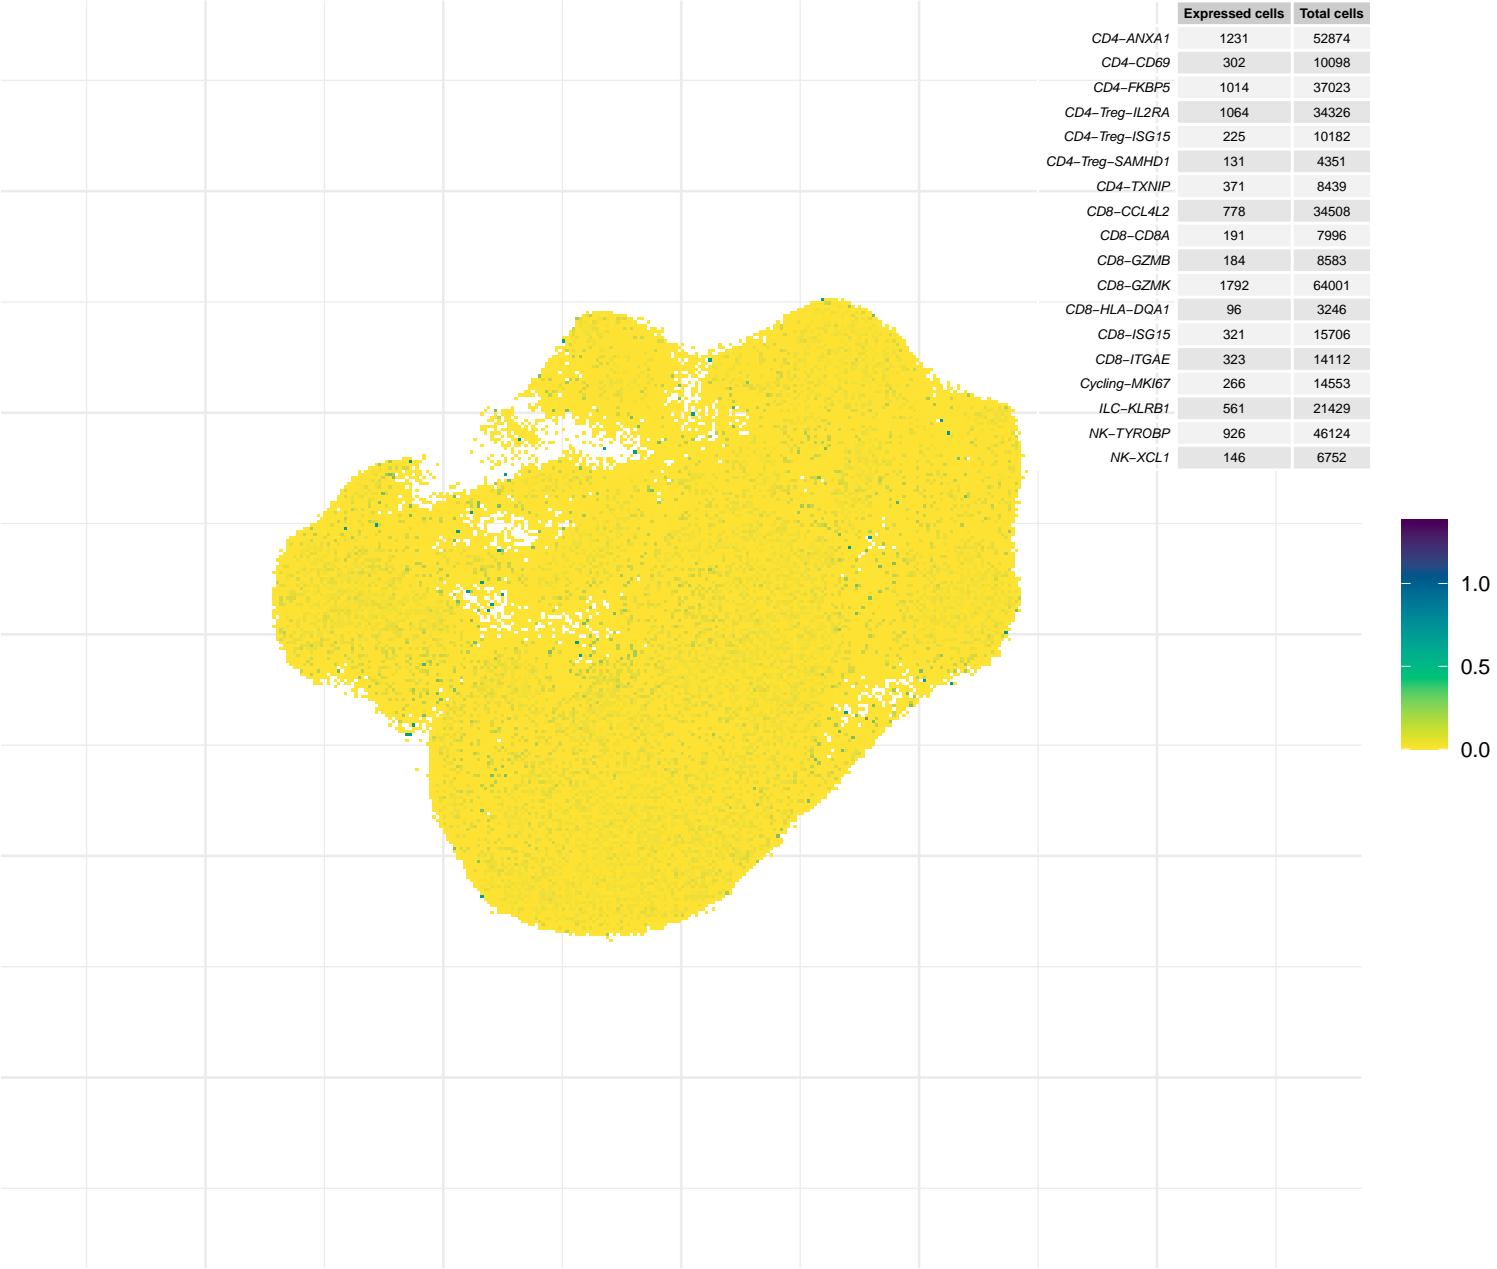 Expressed cells Total cells
CD4−ANXA1 1231 52874
CD4−CD69 302 10098
CD4−FKBP5 1014 37023
CD4−Treg−IL2RA 1064 34326
CD4−Treg−ISG15 225 10182
CD4−Treg−SAMHD1 131 4351
CD4−TXNIP 371 8439
CD8−CCL4L2 778 34508
CD8−CD8A 191 7996
CD8−GZMB 184 8583
CD8−GZMK 1792 64001
CD8−HLA−DQA1 96 3246
CD8−ISG15 321 15706
CD8−ITGAE 323 14112
Cycling−MKI67 266 14553
ILC−KLRB1 561 21429
NK−TYROBP 926 46124
NK−XCL1 146 6752
1.0
0.5
0.0